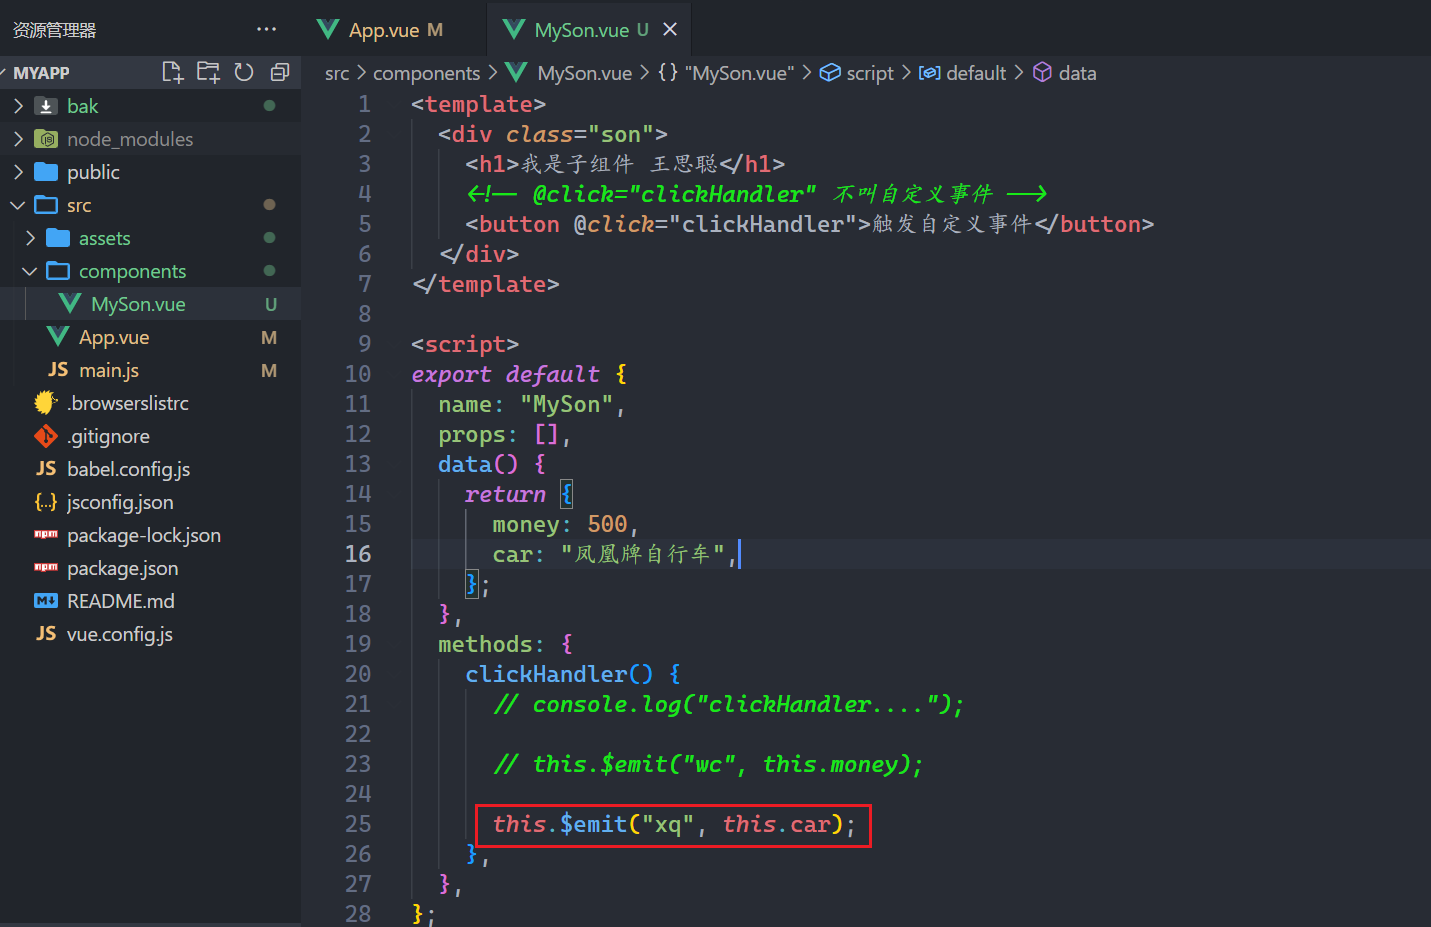 资源管理器
···
App.vue M
MySon.vue U
MYAPP
src > components > MySon.vue > {} "MySon.vue" > script > default > data
bak
node_modules
public
src
assets
components
MySon.vue U
App.vue M
JS main.js M
.browserslistrc
.gitignore
JS babel.config.js
{..} jsconfig.json
npm package-lock.json
npm package.json
M↓ README.md
JS vue.config.js
1 <template>
2 <div class="son">
3 <h1>我是子组件 王思聪</h1>
4 <!-- @click="clickHandler" 不叫自定义事件 -->
5 <button @click="clickHandler">触发自定义事件</button>
6 </div>
7 </template>
8
9 <script>
10 export default {
11 name: "MySon",
12 props: [],
13 data() {
14 return {
15 money: 500,
16 car: "凤凰牌自行车",
17 };
18 },
19 methods: {
20 clickHandler() {
21 // console.log("clickHandler....");
22
23 // this.$emit("wc", this.money);
24
25 this.$emit("xq", this.car);
26 },
27 },
28 };